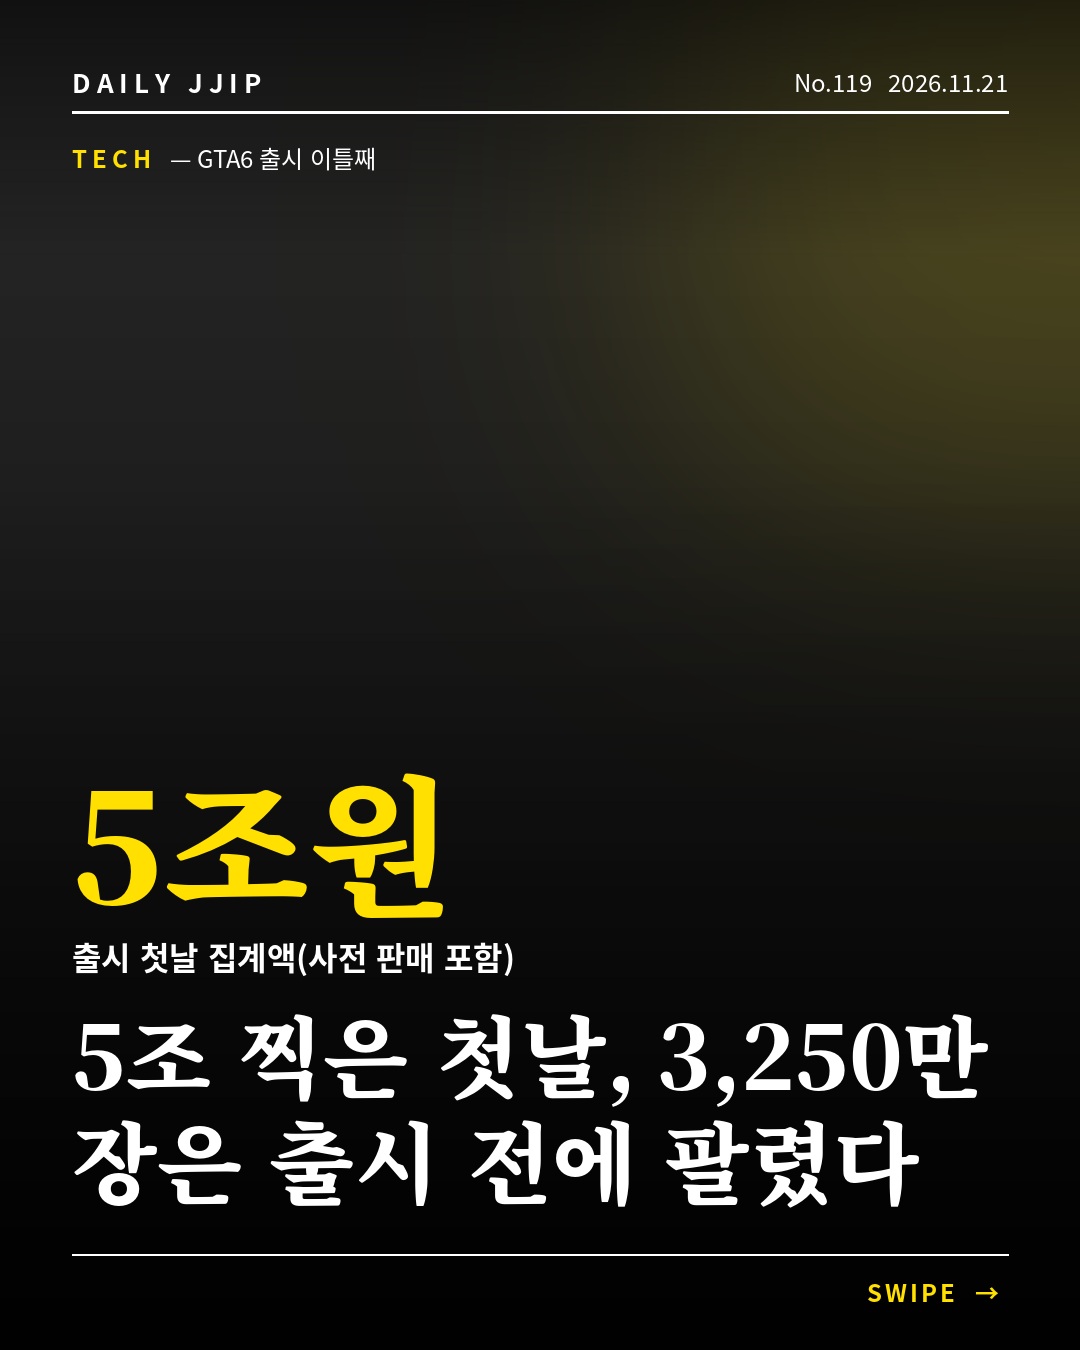 DAILY JJIP
No.119 2026.11.21
TECH — GTA6 출시 이틀째
5조원
출시 첫날 집계액(사전 판매 포함)
5조 찍은 첫날, 3,250만
장은 출시 전에 팔렸다
SWIPE →